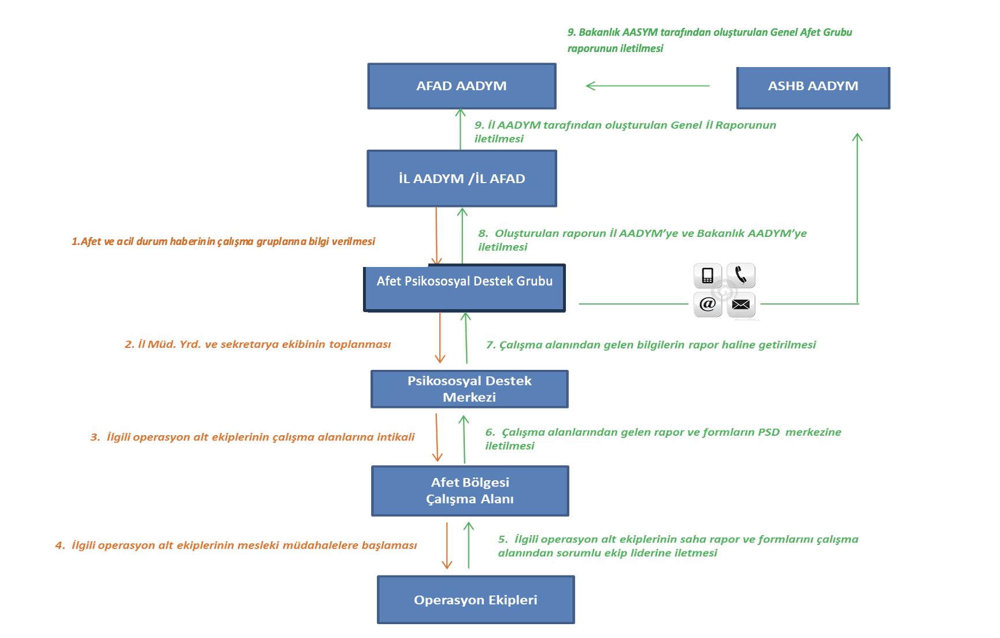 9. Bakanlık AASYM tarafından oluşturulan Genel Afet Grubu
raporunun iletilmesi
AFAD AADYM
ASHB AADYM
9. İl AADYM tarafından oluşturulan Genel İl Raporunun
iletilmesi
İL AADYM /İL AFAD
1.Afet ve acil durum haberinin çalışma gruplarına bilgi verilmesi
8. Oluşturulan raporun İl AADYM’ye ve Bakanlık AADYM’ye
iletilmesi
Afet Psikososyal Destek Grubu
@
2. İl Müd. Yrd. ve sekretarya ekibinin toplanması
7. Çalışma alanından gelen bilgilerin rapor haline getirilmesi
Psikososyal Destek
Merkezi
3. İlgili operasyon alt ekiplerinin çalışma alanlarına intikali
6. Çalışma alanlarından gelen rapor ve formların PSD merkezine
iletilmesi
Afet Bölgesi
Çalışma Alanı
4. İlgili operasyon alt ekiplerinin mesleki müdahalelere başlaması
5. İlgili operasyon alt ekiplerinin saha rapor ve formlarını çalışma
alanından sorumlu ekip liderine iletmesi
Operasyon Ekipleri